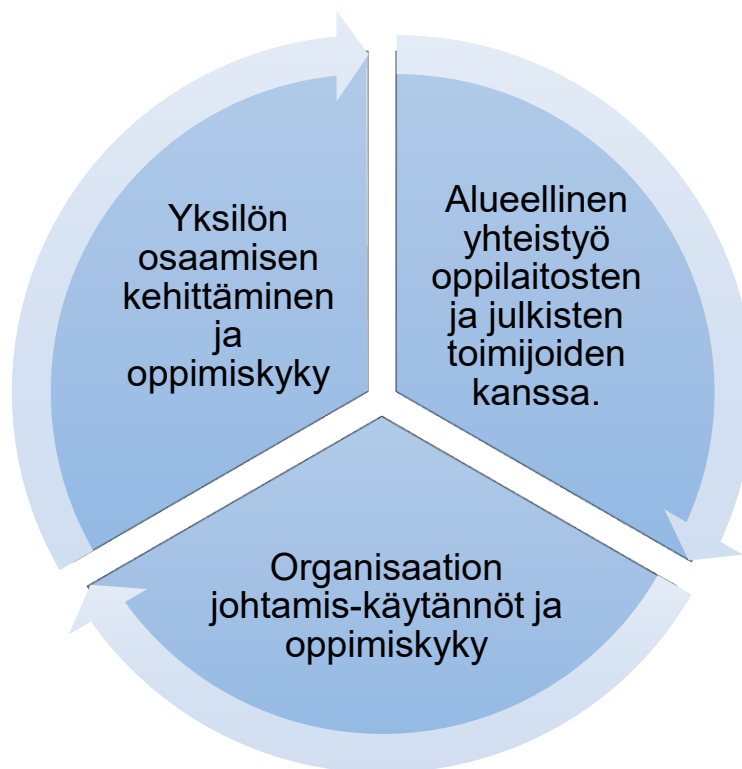 Yksilön
osaamisen
kehittäminen
ja
oppimiskyky
Alueellinen
yhteistyö
oppilaitosten
ja julkisten
toimijoiden
kanssa.
Organisaation
johtamis-käytännöt ja
oppimiskyky